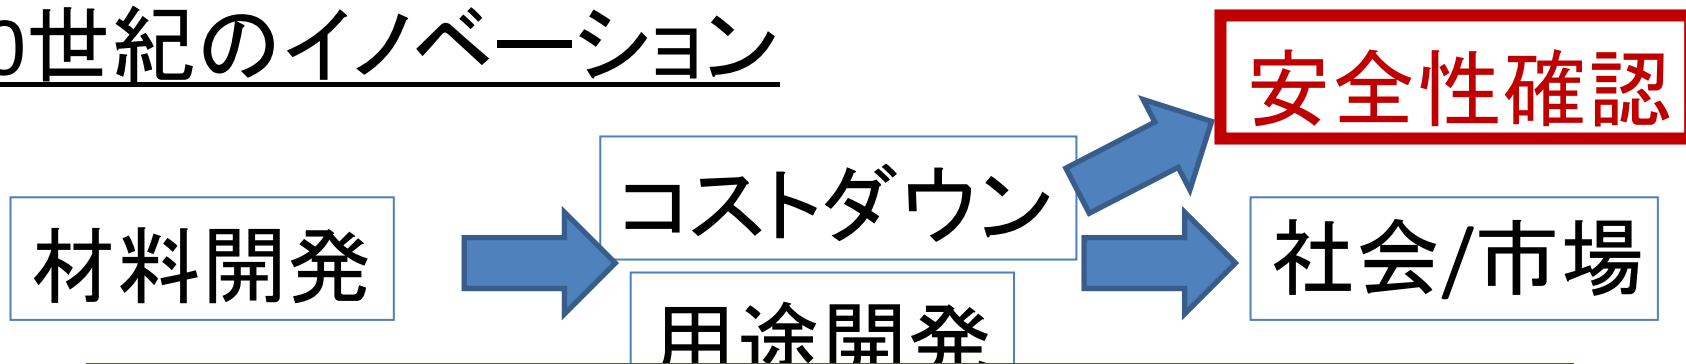 0世紀のイノベーション
安全性確認
コストダウン
材料開発
社会/市場
用途開発